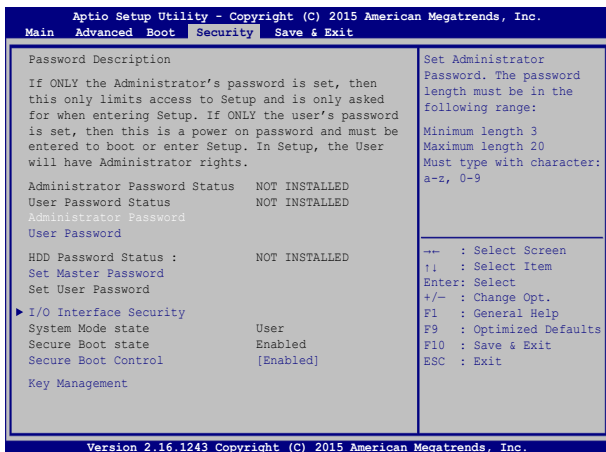 Aptio Setup Utility - Copyright (C) 2015 American Megatrends, Inc.
Main Advanced Boot Security Save & Exit
Password Description
If ONLY the Administrator's password is set, then
this only limits access to Setup and is only asked
for when entering Setup. If ONLY the user's password
is set, then this is a power on password and must be
entered to boot or enter Setup. In Setup, the User
will have Administrator rights.
Administrator Password Status NOT INSTALLED
User Password Status NOT INSTALLED
Administrator Password
User Password
HDD Password Status : NOT INSTALLED
Set Master Password
Set User Password
I/O Interface Security
System Mode state User
Secure Boot state Enabled
Secure Boot Control [Enabled]
Key Management
Set Administrator
Password. The password
length must be in the
following range:
Minimum length 3
Maximum length 20
Must type with character:
a-z, 0-9
→← : Select Screen
↑↓ : Select Item
Enter: Select
+/— : Change Opt.
F1 : General Help
F9 : Optimized Defaults
F10 : Save & Exit
ESC : Exit
Version 2.16.1243 Copyright (C) 2015 American Megatrends, Inc.